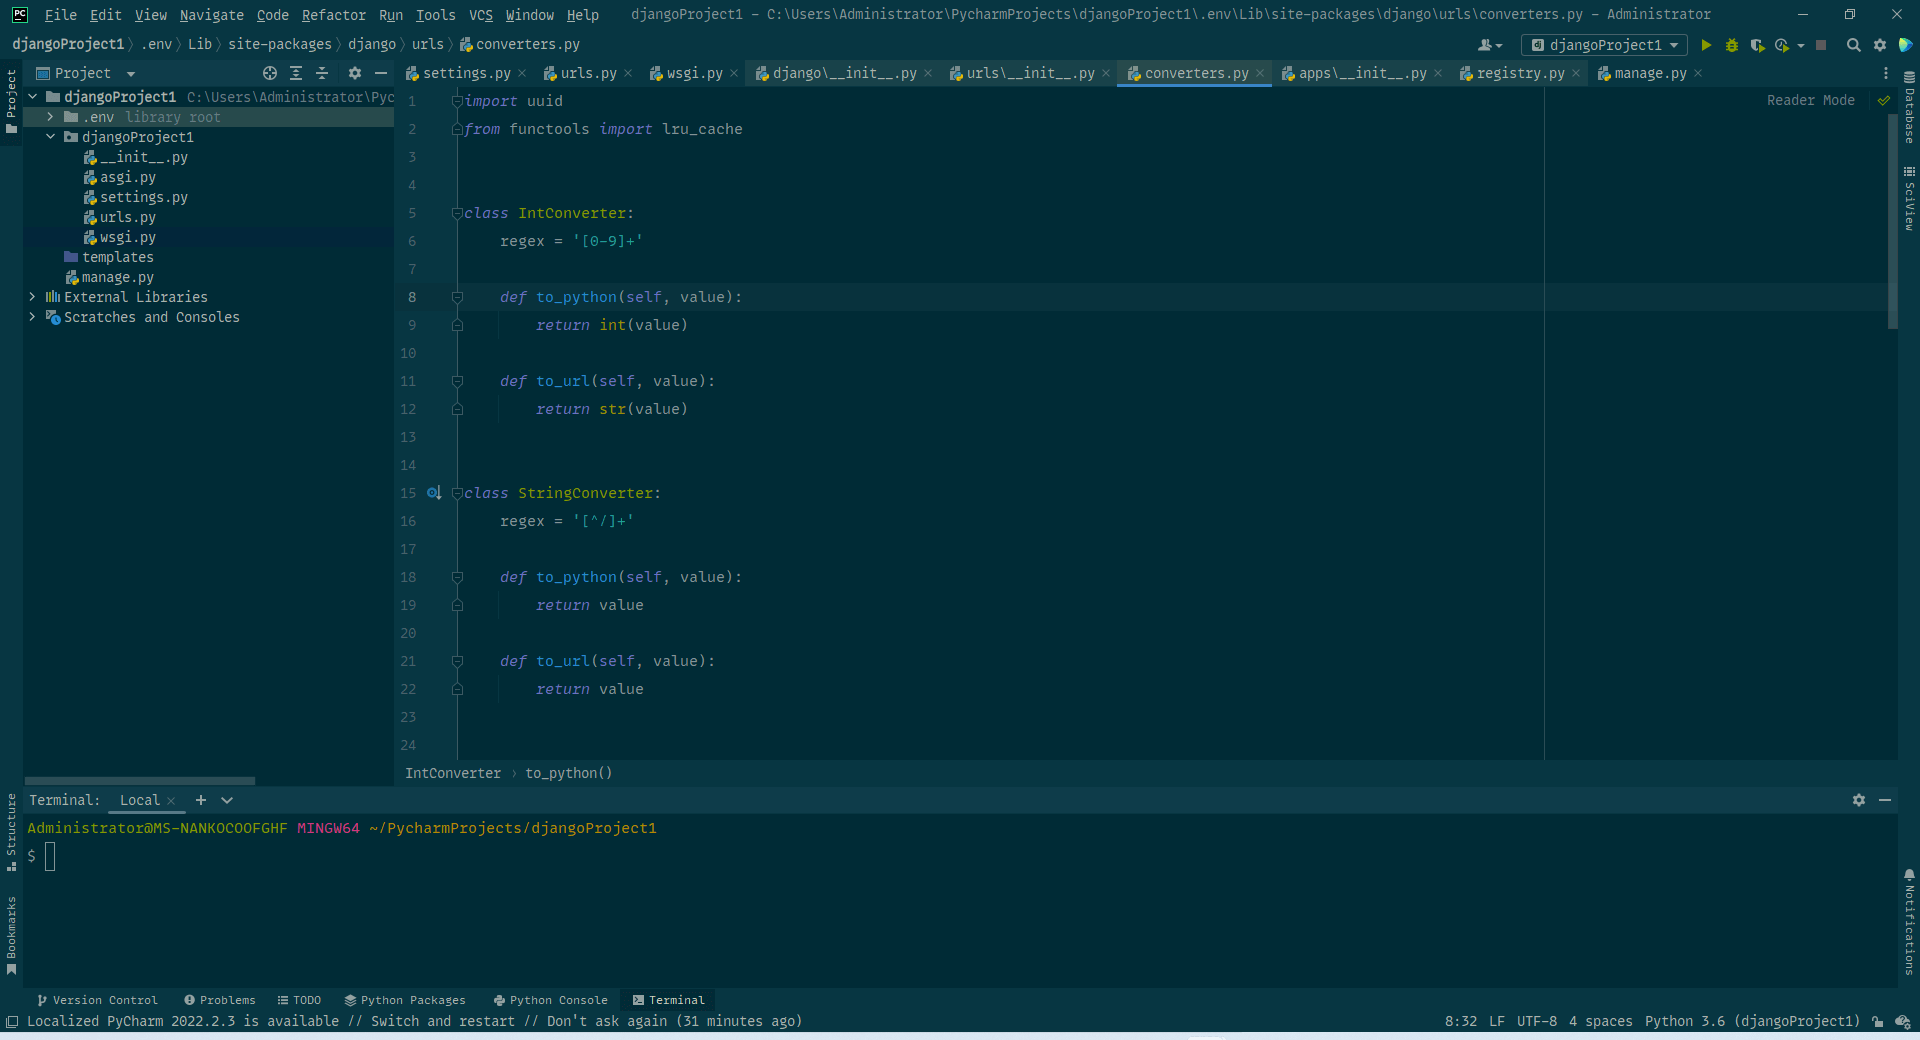 PC File Edit View Navigate Code Refactor Run Tools VCS Window Help djangoProject1 – C:\Users\Administrator\PycharmProjects\djangoProject1\.env\Lib\site-packages\django\urls\converters.py – Administrator
djangoProject1 .env Lib site-packages django urls converters.py djangoProject1
Project settings.py urls.py wsgi.py django\__init__.py urls\__init__.py converters.py apps\__init__.py registry.py manage.py
Project
djangoProject1 C:\Users\Administrator\Pyc
.env library root
djangoProject1
__init__.py
asgi.py
settings.py
urls.py
wsgi.py
templates
manage.py
External Libraries
Scratches and Consoles
Reader Mode
1 import uuid
2 from functools import lru_cache
3
4
5 class IntConverter:
6 regex = '[0-9]+'
7
8 def to_python(self, value):
9 return int(value)
10
11 def to_url(self, value):
12 return str(value)
13
14
15 class StringConverter:
16 regex = '[^/]+'
17
18 def to_python(self, value):
19 return value
20
21 def to_url(self, value):
22 return value
23
24
IntConverter › to_python()
Database
SciView
Notifications
Structure
Bookmarks
Terminal: Local
Administrator@MS-NANKOCOOFGHF MINGW64 ~/PycharmProjects/djangoProject1
$
Version Control Problems TODO Python Packages Python Console Terminal
Localized PyCharm 2022.2.3 is available // Switch and restart // Don't ask again (31 minutes ago) 8:32 LF UTF-8 4 spaces Python 3.6 (djangoProject1)